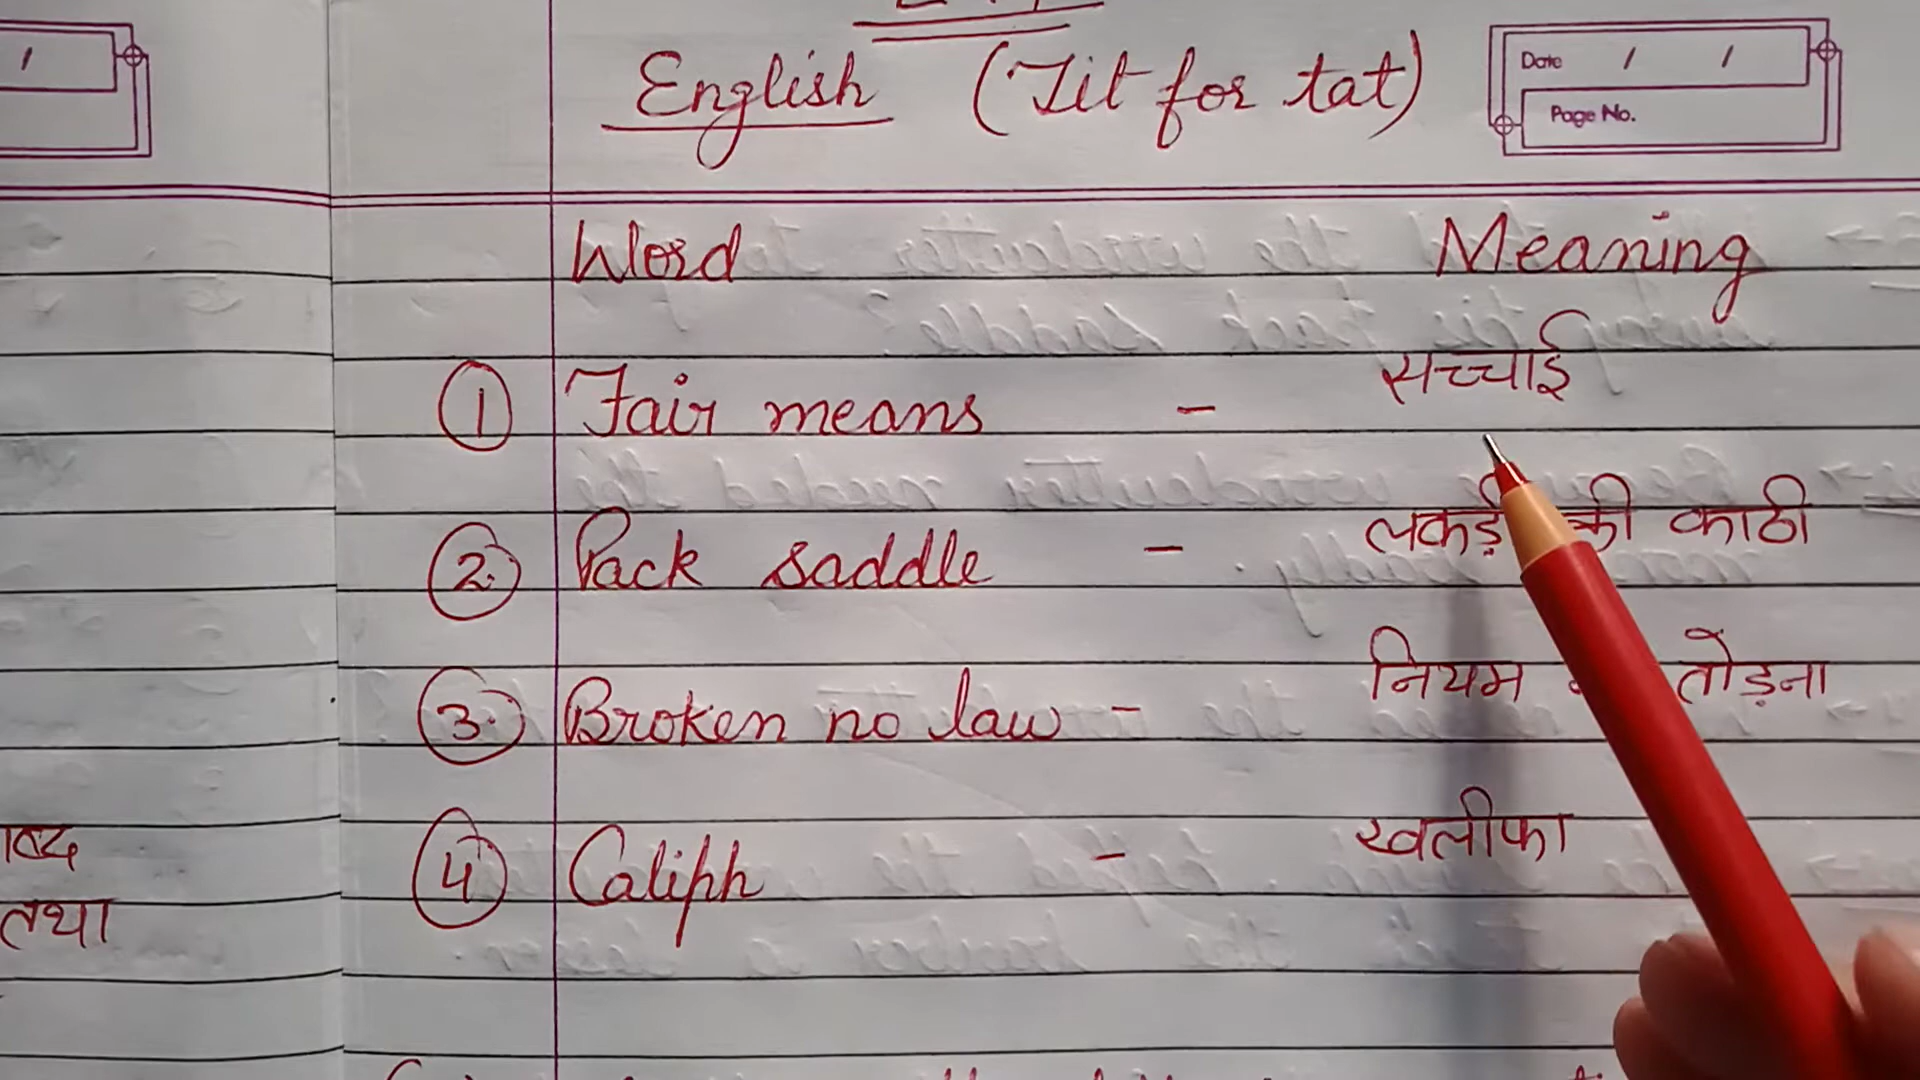 English (Tit for tat)
Date / /
Page No.
Word Meaning
1 Fair means - सच्चाई
2. Pack saddle - लकड़ी की काठी
3. Broken no law - नियम तोड़ना
4 Caliph - खलीफा
तथा